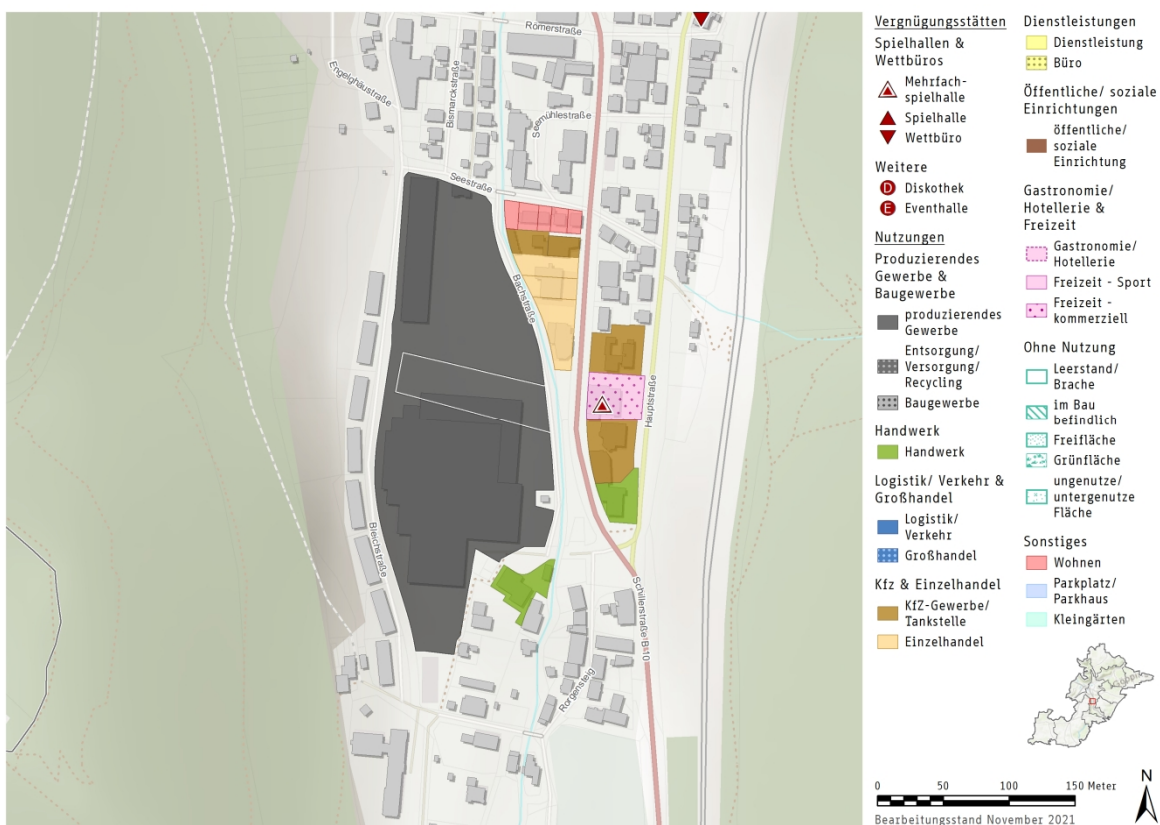 Römerstraße
Engelghäustraße
Bismarckstraße
Seemühlestraße
Seestraße
Bachstraße
Hauptstraße
Bleichstraße
Schillerstraße B 10
Rorgensteig
Vergnügungsstätten
Spielhallen &
Wettbüros
Mehrfach-
spielhalle
Spielhalle
Wettbüro
Weitere
D Diskothek
E Eventhalle
Nutzungen
Produzierendes
Gewerbe &
Baugewerbe
produzierendes
Gewerbe
Entsorgung/
Versorgung/
Recycling
Baugewerbe
Handwerk
Handwerk
Logistik/ Verkehr &
Großhandel
Logistik/
Verkehr
Großhandel
Kfz & Einzelhandel
KfZ-Gewerbe/
Tankstelle
Einzelhandel
Dienstleistungen
Dienstleistung
Büro
Öffentliche/ soziale
Einrichtungen
öffentliche/
soziale
Einrichtung
Gastronomie/
Hotellerie &
Freizeit
Gastronomie/
Hotellerie
Freizeit - Sport
Freizeit -
kommerziell
Ohne Nutzung
Leerstand/
Brache
im Bau
befindlich
Freifläche
Grünfläche
ungenutze/
untergenutze
Fläche
Sonstiges
Wohnen
Parkplatz/
Parkhaus
Kleingärten
0 50 100 150 Meter
N
Bearbeitungsstand November 2021